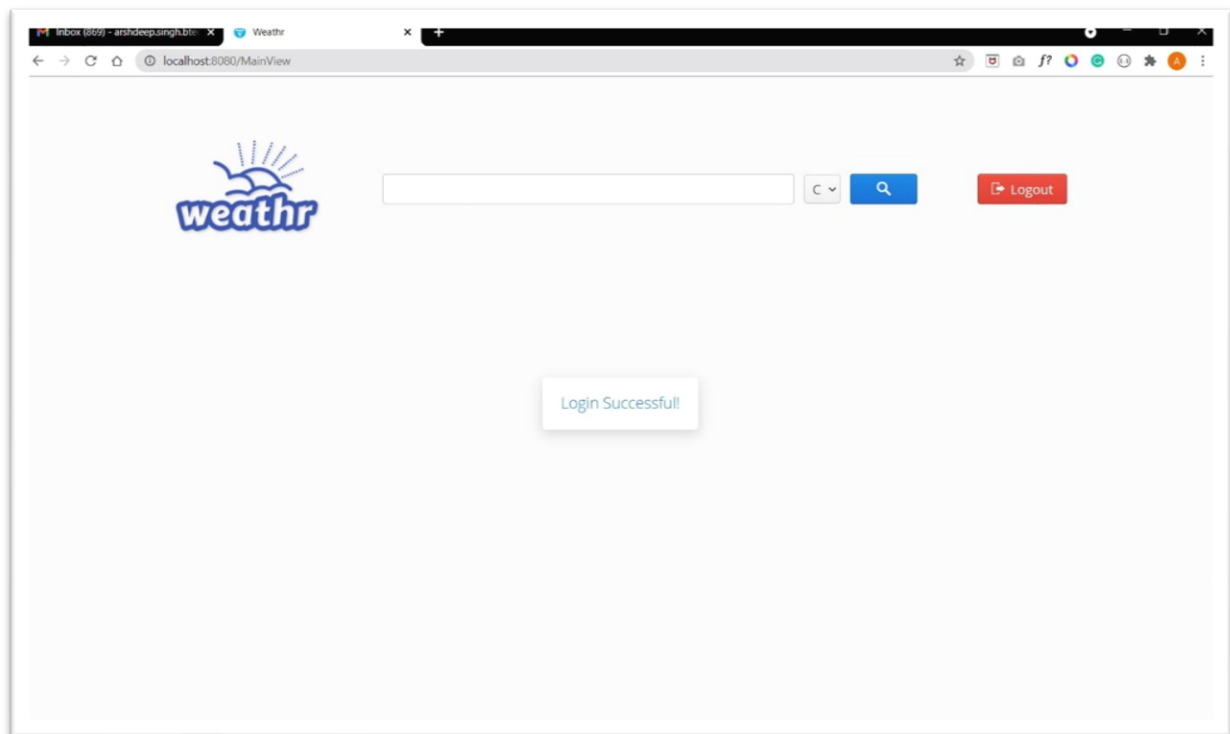 Inbox (869) - arshdeep.singh.bte
Weathr
localhost:8080/MainView
f?
A
weathr
C
Logout
Login Successful!